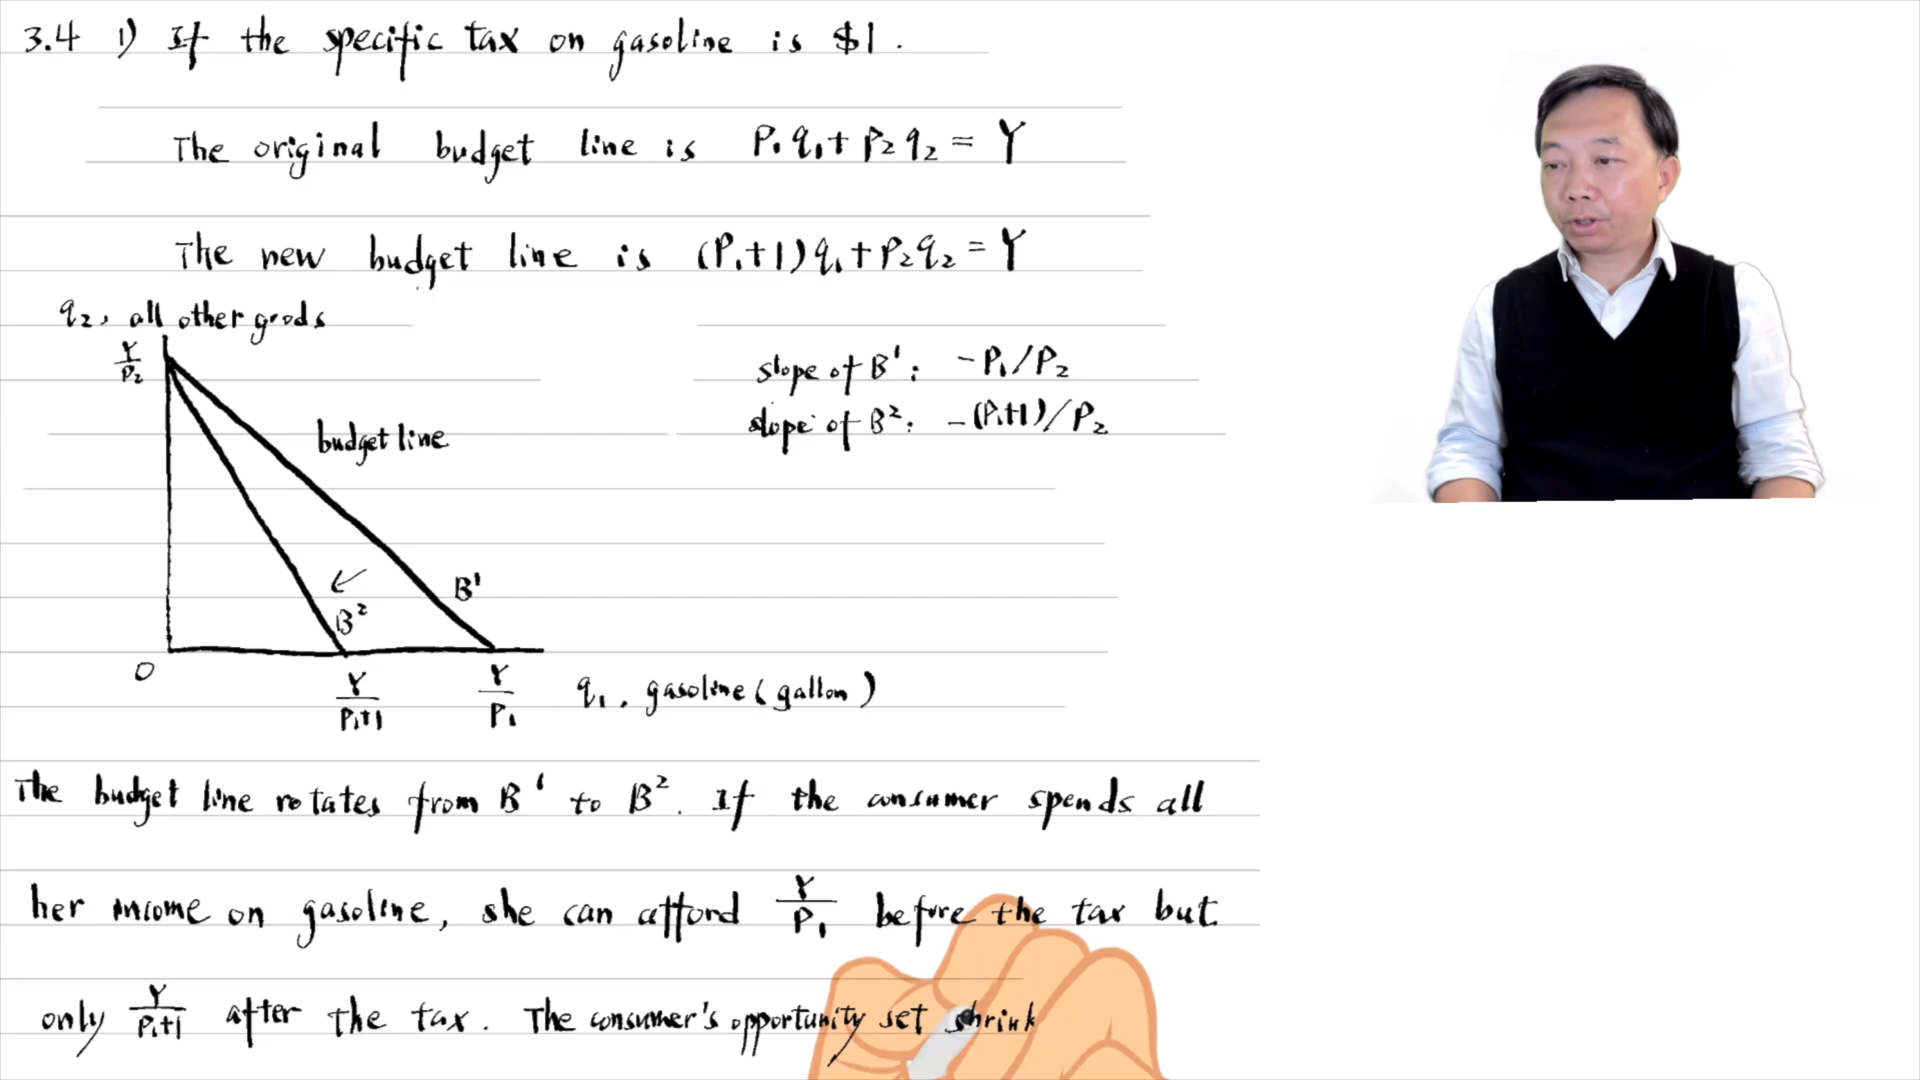 3.4 1) If the specific tax on gasoline is $1.
The original budget line is P₁q₁+P₂q₂=Y
The new budget line is (P₁+1)q₁+P₂q₂=Y
q₂, all other goods
Y/P₂
slope of B¹: -P₁/P₂
slope of B²: -(P₁+1)/P₂
budget line
B¹
B²
0
Y/P₁+1
Y/P₁
q₁, gasoline (gallon)
The budget line rotates from B¹ to B². If the consumer spends all
her income on gasoline, she can afford Y/P₁ before the tax but
only Y/P₁+1 after the tax. The consumer's opportunity set shrink